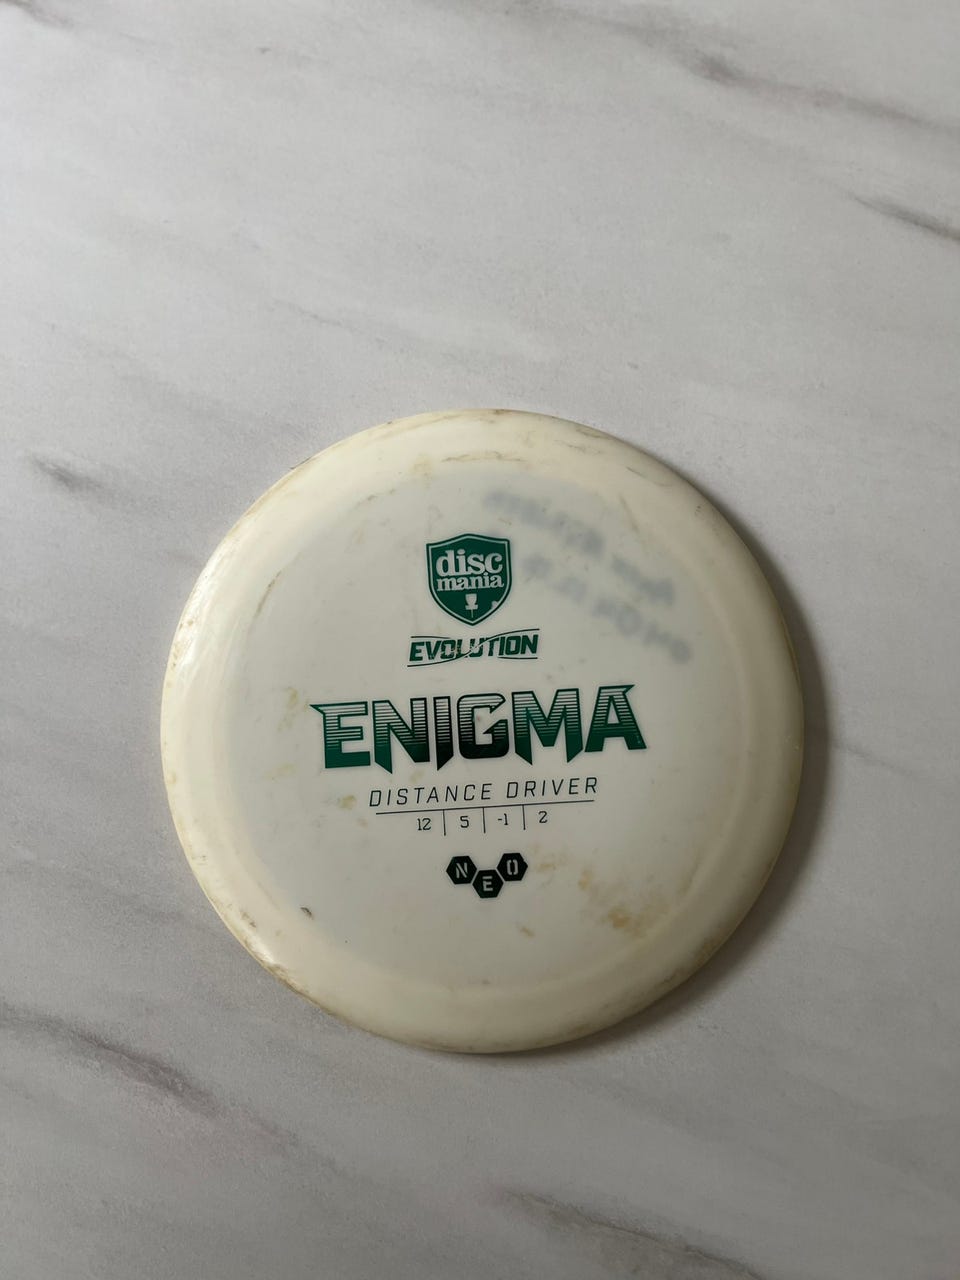 disc
mania
EVOLUTION
ENIGMA
DISTANCE DRIVER
12 | 5 | -1 | 2
NEO